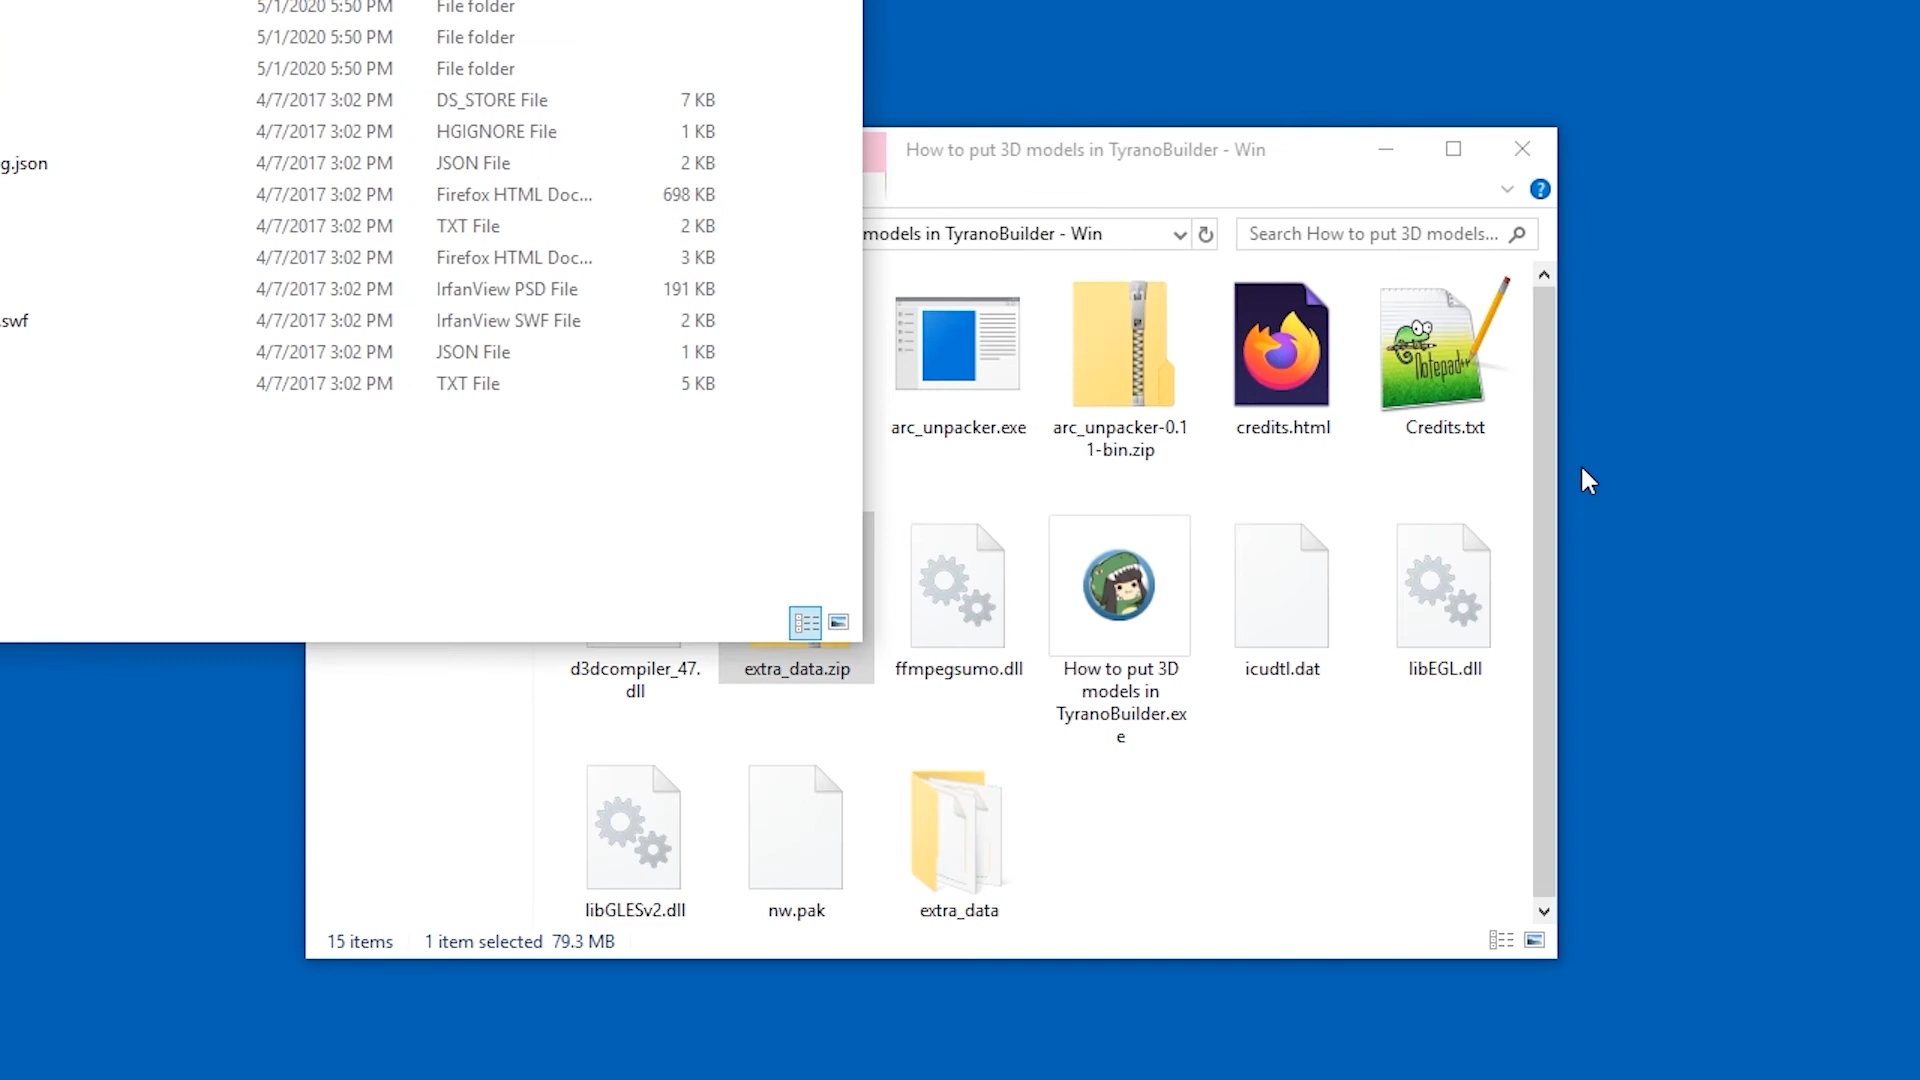 5/1/2020 5:50 PM File folder
5/1/2020 5:50 PM File folder
5/1/2020 5:50 PM File folder
4/7/2017 3:02 PM DS_STORE File 7 KB
4/7/2017 3:02 PM HGIGNORE File 1 KB
g.json 4/7/2017 3:02 PM JSON File 2 KB
4/7/2017 3:02 PM Firefox HTML Doc... 698 KB
4/7/2017 3:02 PM TXT File 2 KB
4/7/2017 3:02 PM Firefox HTML Doc... 3 KB
4/7/2017 3:02 PM IrfanView PSD File 191 KB
.swf 4/7/2017 3:02 PM IrfanView SWF File 2 KB
4/7/2017 3:02 PM JSON File 1 KB
4/7/2017 3:02 PM TXT File 5 KB
How to put 3D models in TyranoBuilder - Win
?
models in TyranoBuilder - Win
Search How to put 3D models...
Notepad++
arc_unpacker.exe
arc_unpacker-0.1
1-bin.zip
credits.html
Credits.txt
d3dcompiler_47.
dll
extra_data.zip
ffmpegsumo.dll
How to put 3D
models in
TyranoBuilder.ex
e
icudtl.dat
libEGL.dll
libGLESv2.dll
nw.pak
extra_data
15 items 1 item selected 79.3 MB